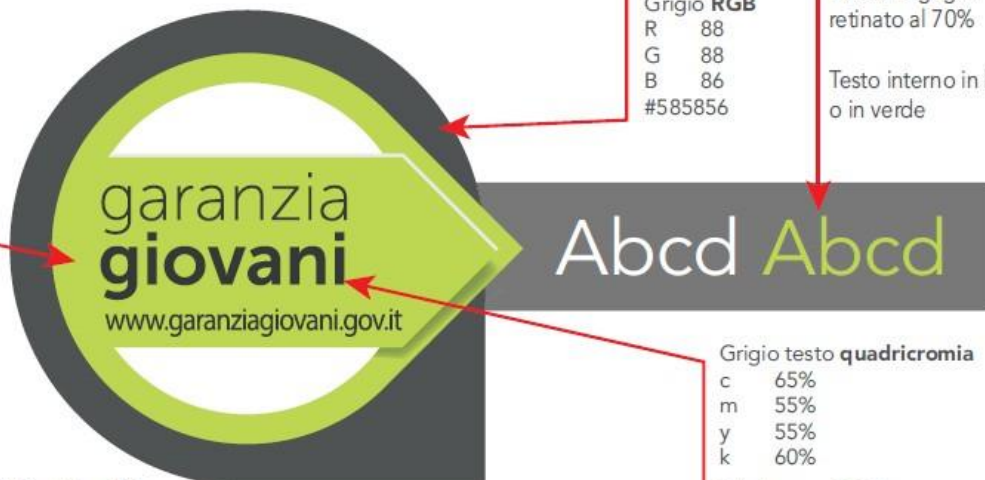 Grigio RGB
R 88
G 88
B 86
#585856
retinato al 70%
Testo interno in
o in verde
garanzia
giovani
www.garanziagiovani.gov.it
Abcd Abcd
Grigio testo quadricromia
c 65%
m 55%
y 55%
k 60%